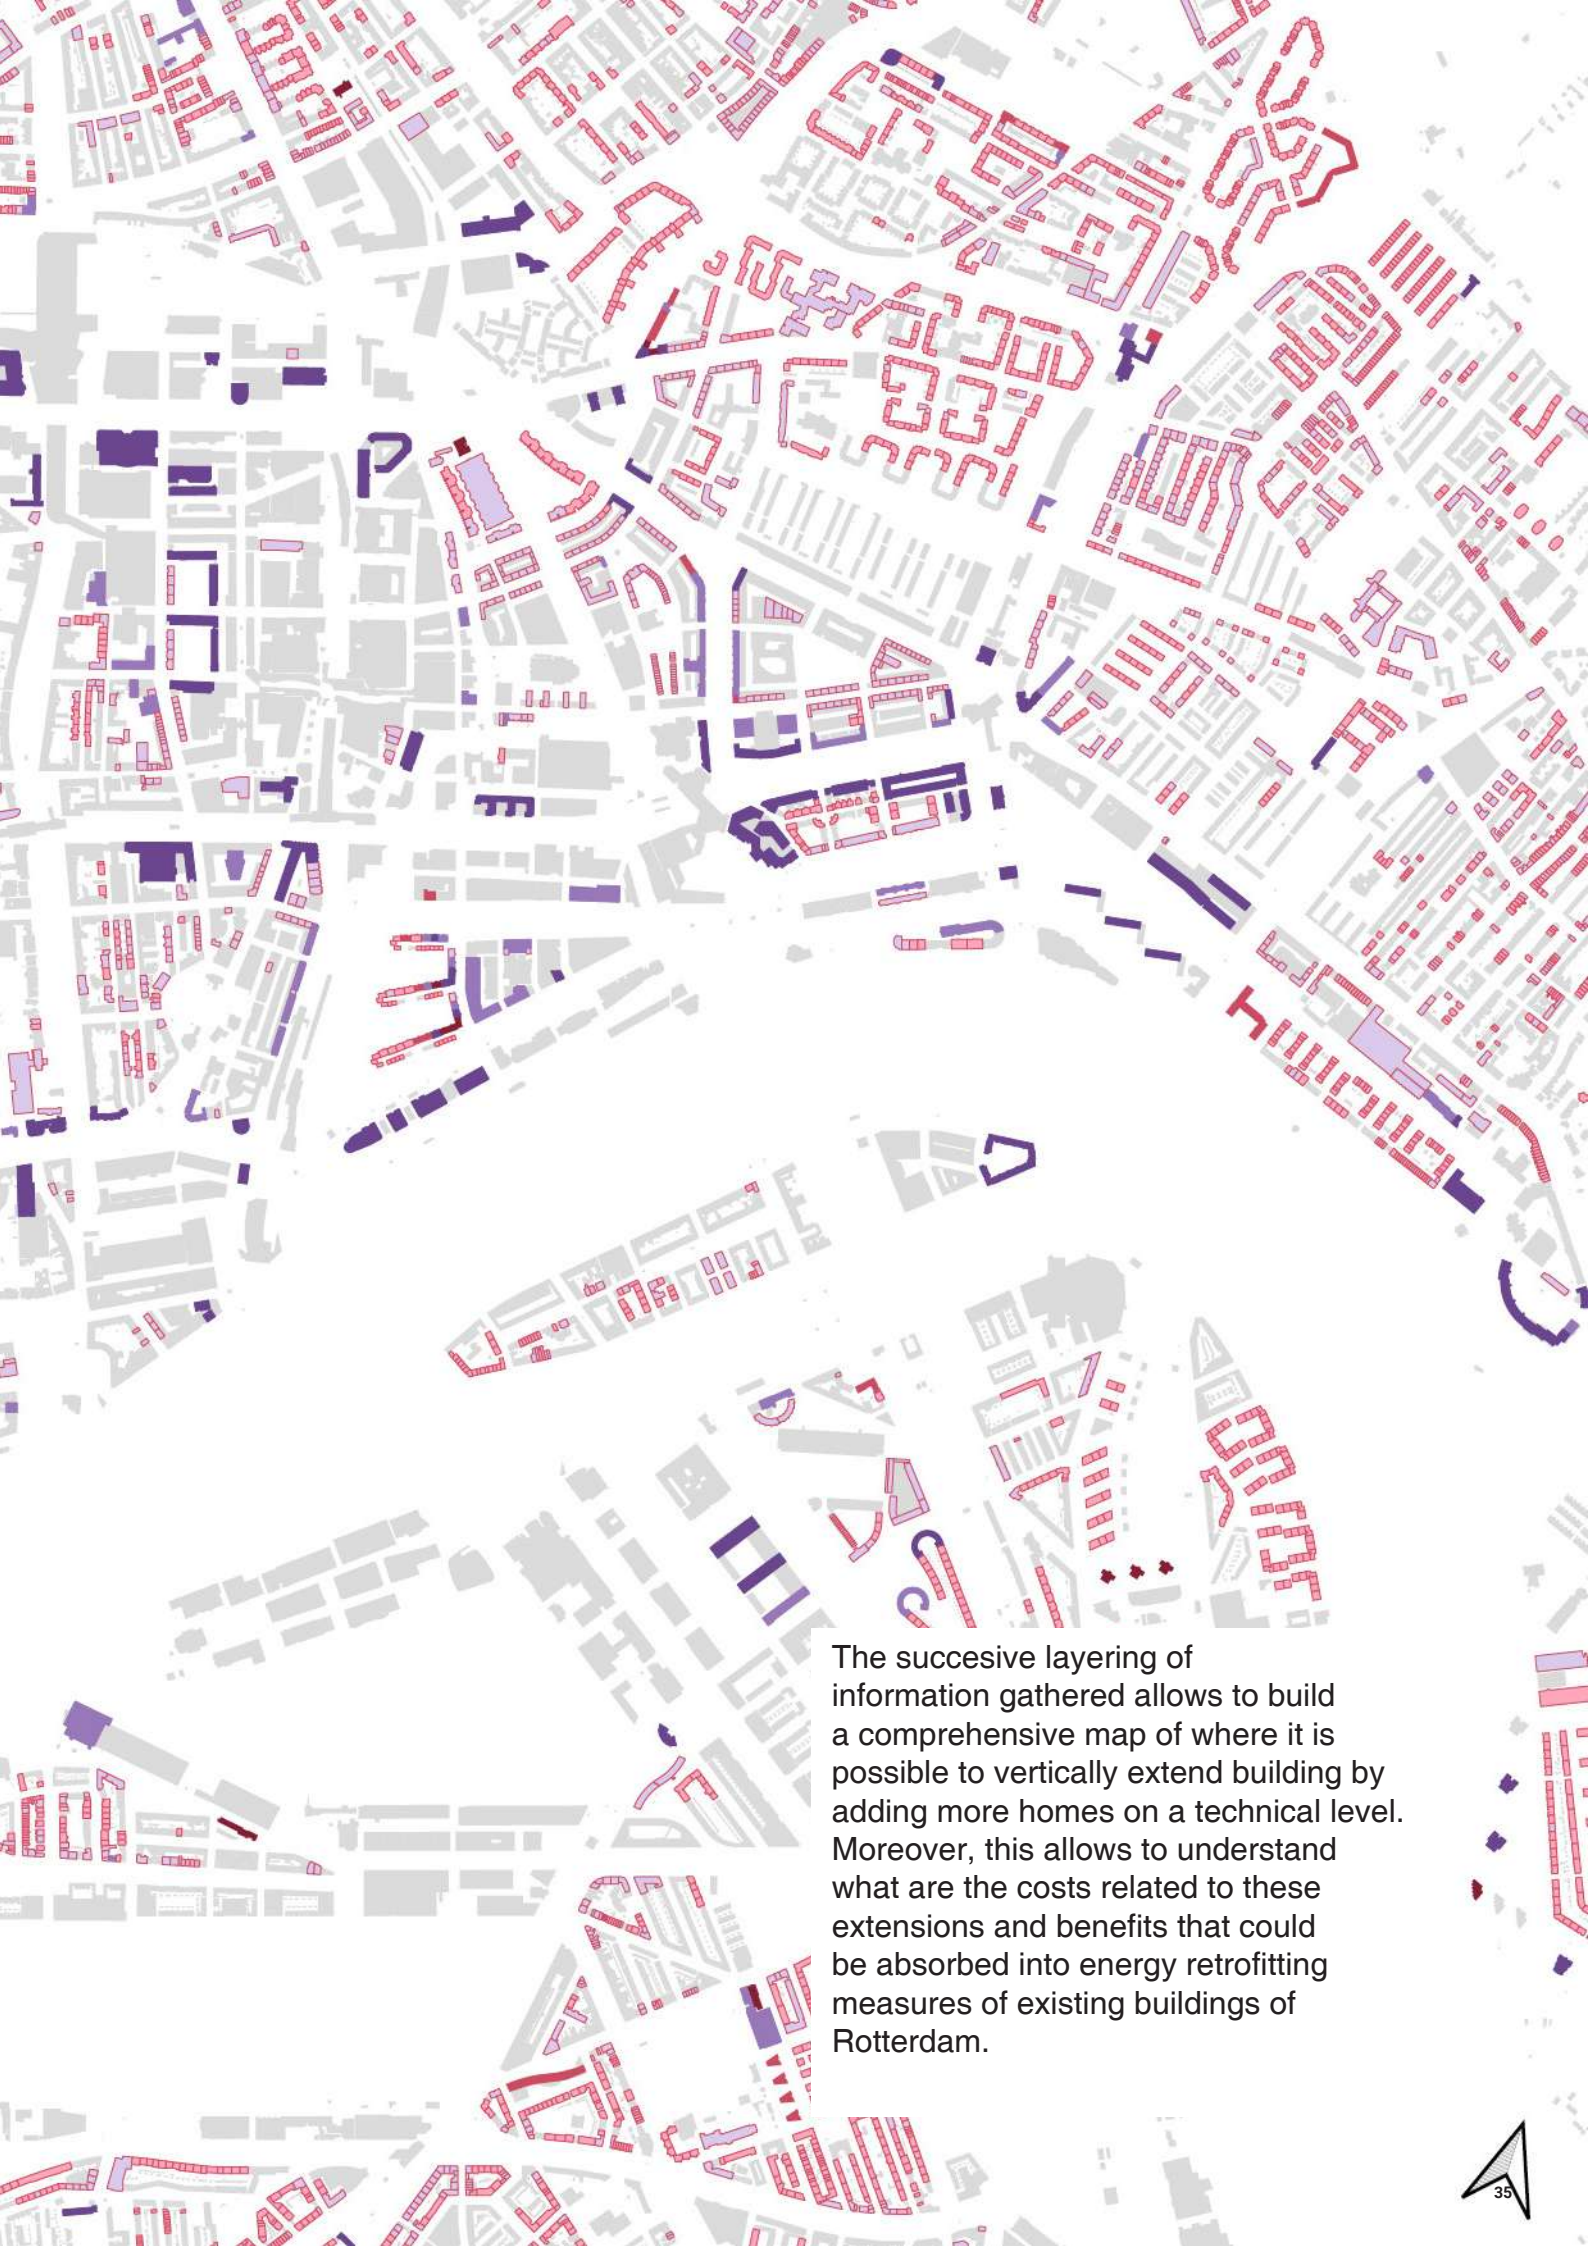 The succesive layering of
information gathered allows to build
a comprehensive map of where it is
possible to vertically extend building by
adding more homes on a technical level.
Moreover, this allows to understand
what are the costs related to these
extensions and benefits that could
be absorbed into energy retrofitting
measures of existing buildings of
Rotterdam.
35